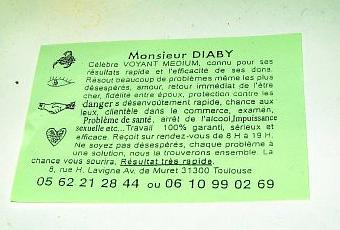 Monsieur DIABY
Célèbre VOYANT MEDIUM, connu pour ses
résultats rapide et l'efficacité de ses dons.
Résout beaucoup de problèmes même les plus
désespérés, amour, retour immédiat de l'être
cher, fidélité entre époux, protection contre les
danger s désenvoûtement rapide, chance aux
jeux, clientèle dans le commerce, examen,
Problème de santé, arrêt de l'alcool,Impuissance
sexuelle etc... Travail 100% garanti, sérieux et
efficace. Reçoit sur rendez-vous de 8 H à 19 H.
Ne soyez pas désespérés, chaque problème a
une solution, nous la trouverons ensemble. La
chance vous sourira. Résultat très rapide.
8, rue H. Lavigne Av. de Muret 31300 Toulouse
05 62 21 28 44 ou 06 10 99 02 69